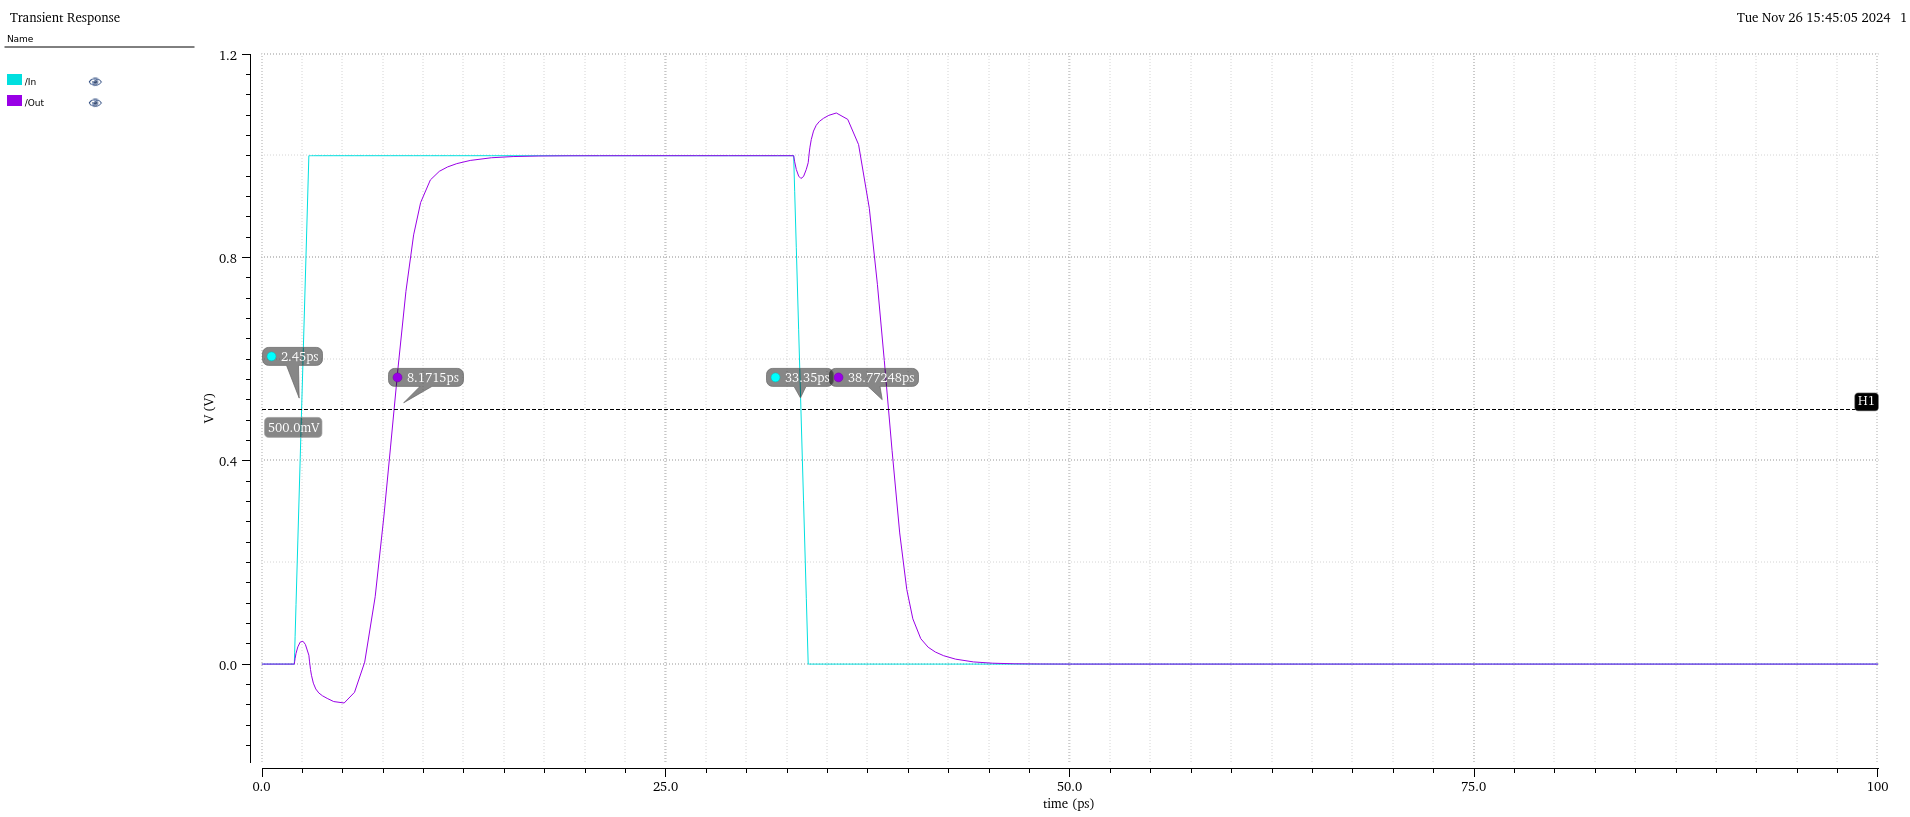 Transient Response
Tue Nov 26 15:45:05 2024 1
Name
/In
/Out
1.2
0.8
0.4
0.0
V (V)
2.45ps
8.1715ps
33.35ps
38.77248ps
H1
500.0mV
0.0
25.0
50.0
75.0
100
time (ps)